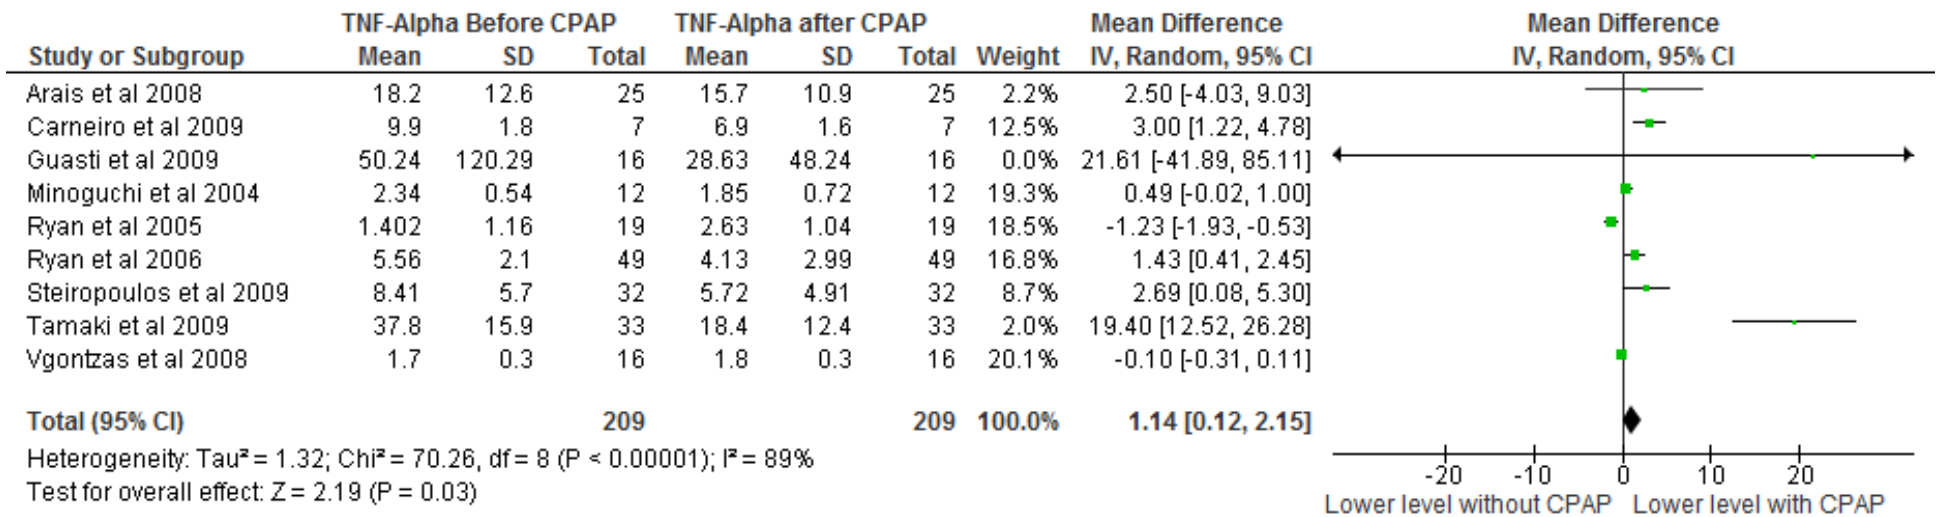 TNF-Alpha Before CPAP TNF-Alpha after CPAP Mean Difference Mean Difference
Study or Subgroup Mean SD Total Mean SD Total Weight IV, Random, 95% CI IV, Random, 95% CI
Arais et al 2008 18.2 12.6 25 15.7 10.9 25 2.2% 2.50 [-4.03, 9.03]
Carneiro et al 2009 9.9 1.8 7 6.9 1.6 7 12.5% 3.00 [1.22, 4.78]
Guasti et al 2009 50.24 120.29 16 28.63 48.24 16 0.0% 21.61 [-41.89, 85.11]
Minoguchi et al 2004 2.34 0.54 12 1.85 0.72 12 19.3% 0.49 [-0.02, 1.00]
Ryan et al 2005 1.402 1.16 19 2.63 1.04 19 18.5% -1.23 [-1.93, -0.53]
Ryan et al 2006 5.56 2.1 49 4.13 2.99 49 16.8% 1.43 [0.41, 2.45]
Steiropoulos et al 2009 8.41 5.7 32 5.72 4.91 32 8.7% 2.69 [0.08, 5.30]
Tamaki et al 2009 37.8 15.9 33 18.4 12.4 33 2.0% 19.40 [12.52, 26.28]
Vgontzas et al 2008 1.7 0.3 16 1.8 0.3 16 20.1% -0.10 [-0.31, 0.11]
Total (95% CI) 209 209 100.0% 1.14 [0.12, 2.15]
Heterogeneity: Tau² = 1.32; Chi² = 70.26, df = 8 (P < 0.00001); I² = 89%
Test for overall effect: Z = 2.19 (P = 0.03)
-20 -10 0 10 20
Lower level without CPAP Lower level with CPAP